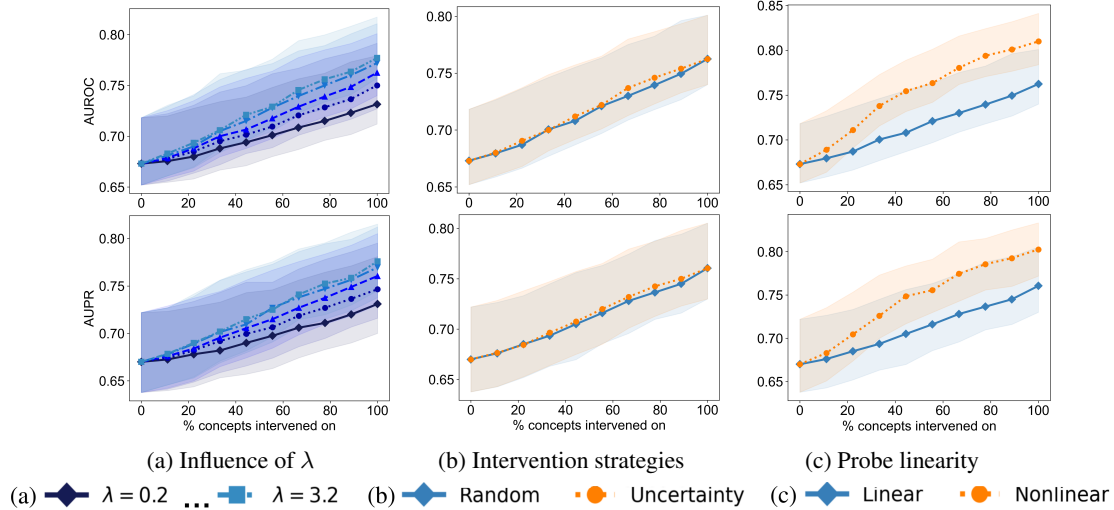 0.80
0.75
0.70
0.65
AUROC
0 20 40 60 80 100
0.80
0.75
0.70
0.65
0 20 40 60 80 100
0.85
0.80
0.75
0.70
0.65
0 20 40 60 80 100
0.80
0.75
0.70
0.65
AUPR
0 20 40 60 80 100
% concepts intervened on
0.80
0.75
0.70
0.65
0 20 40 60 80 100
% concepts intervened on
0.80
0.75
0.70
0.65
0 20 40 60 80 100
% concepts intervened on
(a) Influence of λ
(b) Intervention strategies
(c) Probe linearity
(a) λ = 0.2 ... λ = 3.2 (b) Random Uncertainty (c) Linear Nonlinear